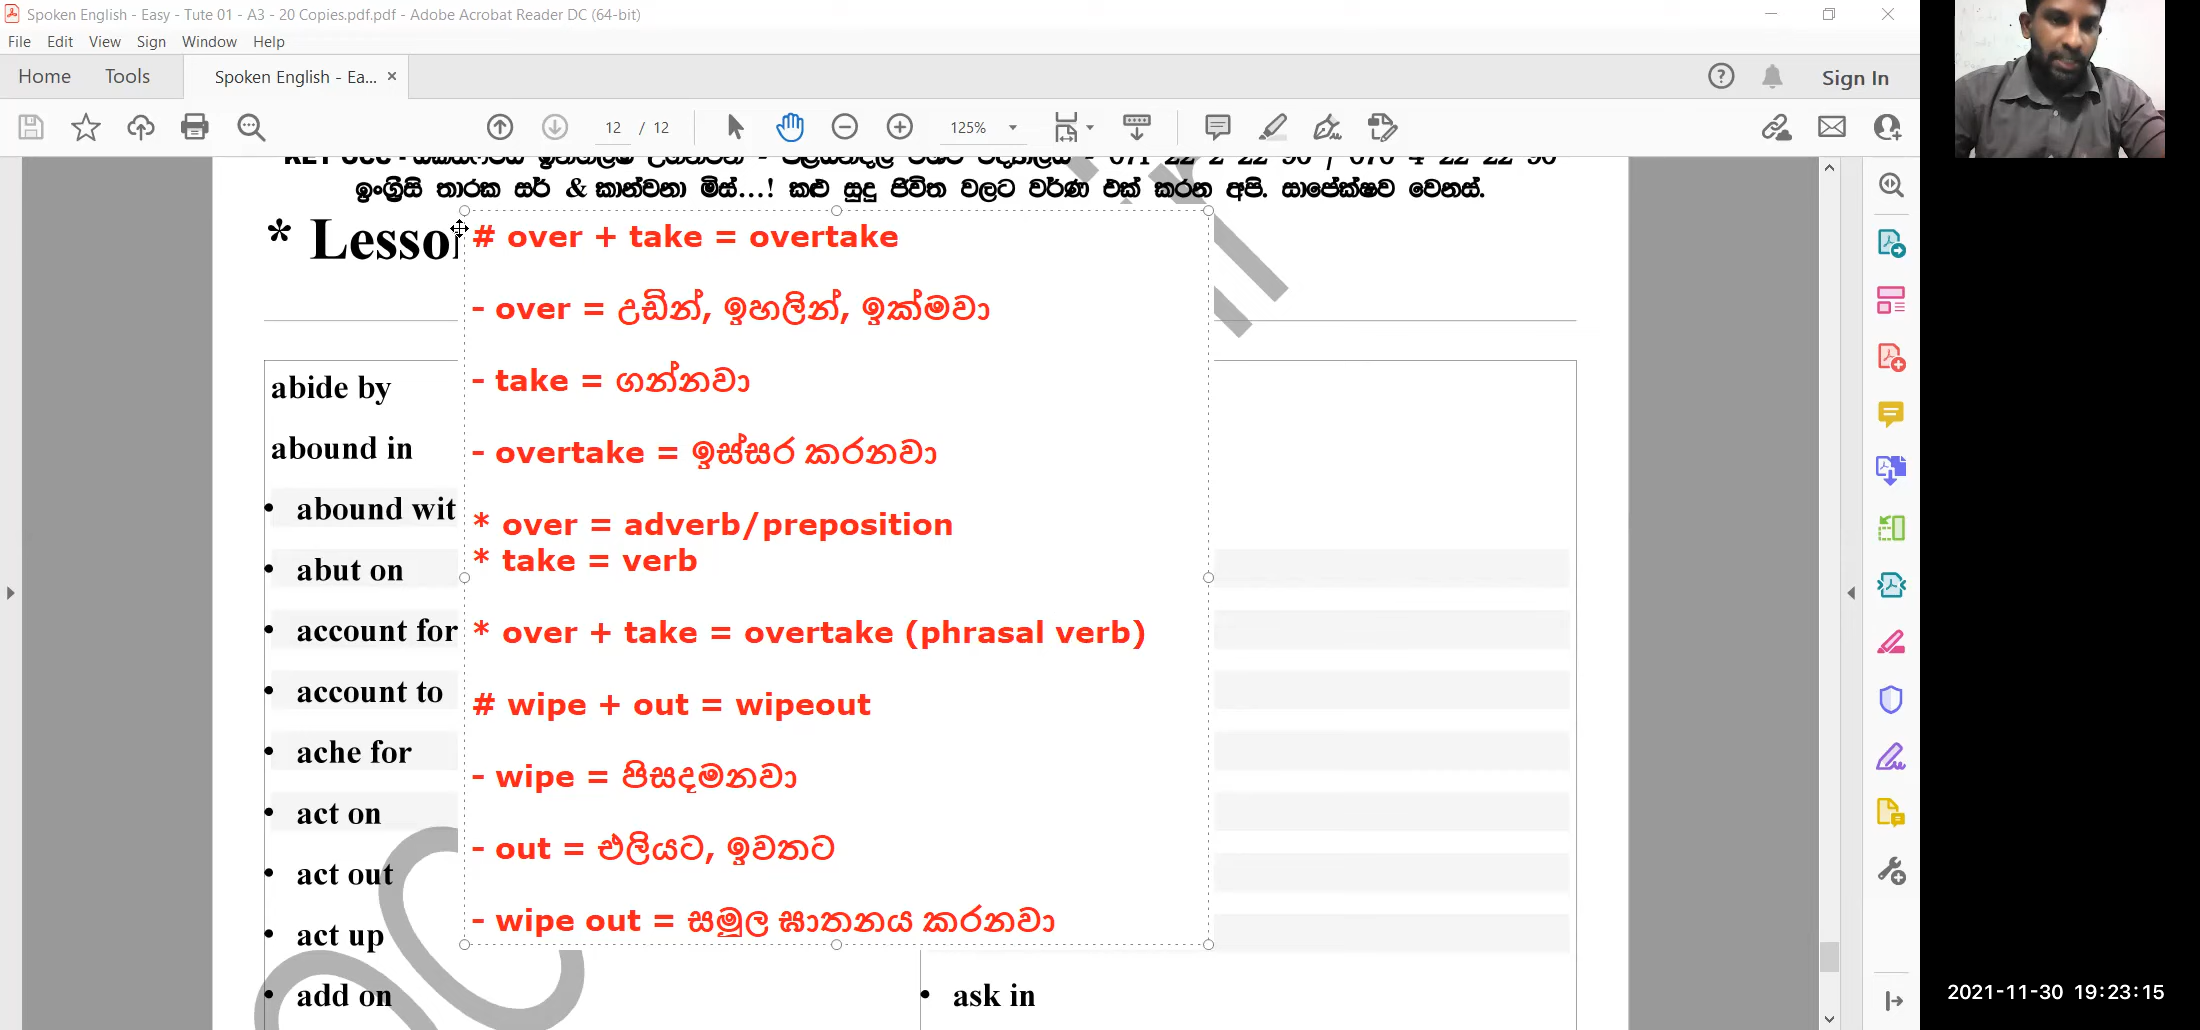 Spoken English - Easy - Tute 01 - A3 - 20 Copies.pdf.pdf - Adobe Acrobat Reader DC (64-bit)
File Edit View Sign Window Help
Home Tools Spoken English - Ea... ×
Sign In
12 / 12
125%
ඉංග්‍රීසි තාරක සර් & කාන්චනා මිස්...! කළු සුදු ජීවිත වලට වර්ණ එක් කරන අපි. සාපේක්ෂව වෙනස්.
* Lesson
# over + take = overtake
- over = උඩින්, ඉහලින්, ඉක්මවා
- take = ගන්නවා
- overtake = ඉස්සර කරනවා
* over = adverb/preposition
* take = verb
* over + take = overtake (phrasal verb)
# wipe + out = wipeout
- wipe = පිසදමනවා
- out = එලියට, ඉවතට
- wipe out = සමුල ඝාතනය කරනවා
abide by
abound in
• abound wit
• abut on
• account for
• account to
• ache for
• act on
• act out
• act up
• add on
• ask in
2021-11-30 19:23:15